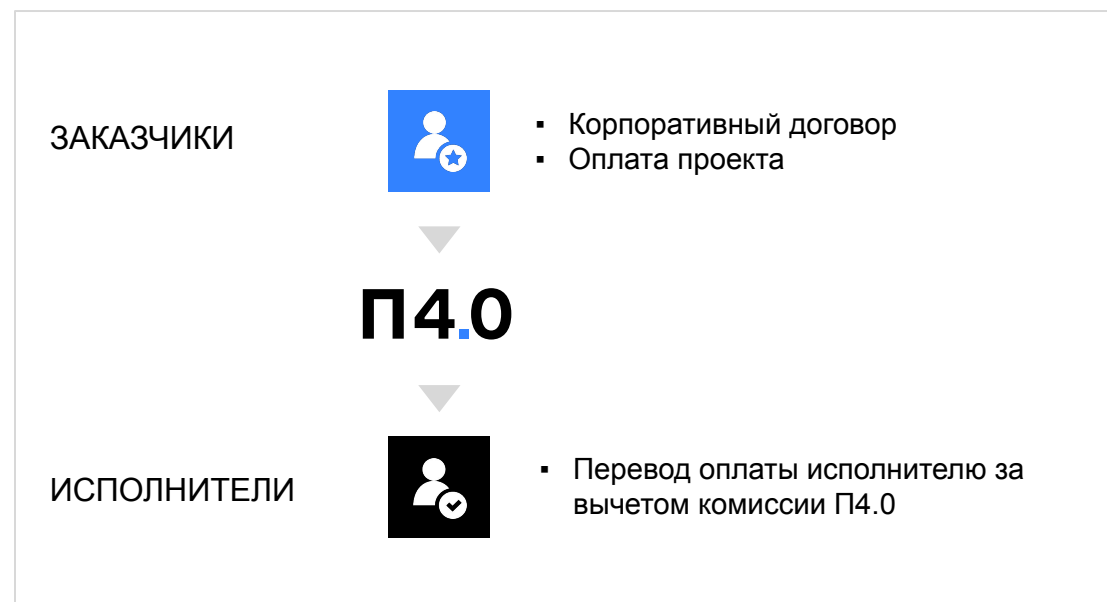 ЗАКАЗЧИКИ
▪ Корпоративный договор
▪ Оплата проекта
П4.0
ИСПОЛНИТЕЛИ
▪ Перевод оплаты исполнителю за
вычетом комиссии П4.0